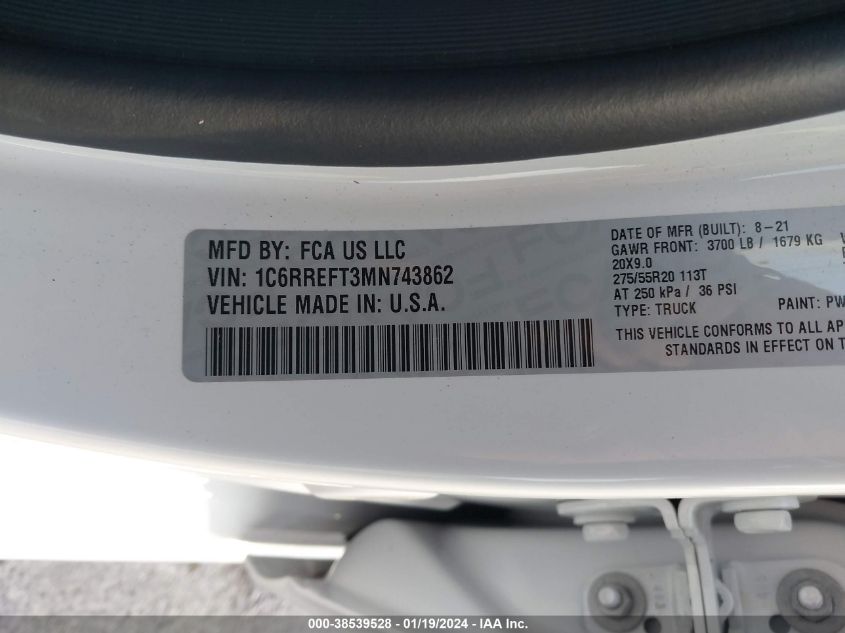 MFD BY: FCA US LLC
VIN: 1C6RREFT3MN743862
VEHICLE MADE IN: U.S.A.
DATE OF MFR (BUILT): 8-21
GAWR FRONT: 3700 LB / 1679 KG
20X9.0
275/55R20 113T
AT 250 kPa / 36 PSI
TYPE: TRUCK
PAINT: PW
THIS VEHICLE CONFORMS TO ALL AP
STANDARDS IN EFFECT ON T
000-38539528 - 01/19/2024 - IAA Inc.